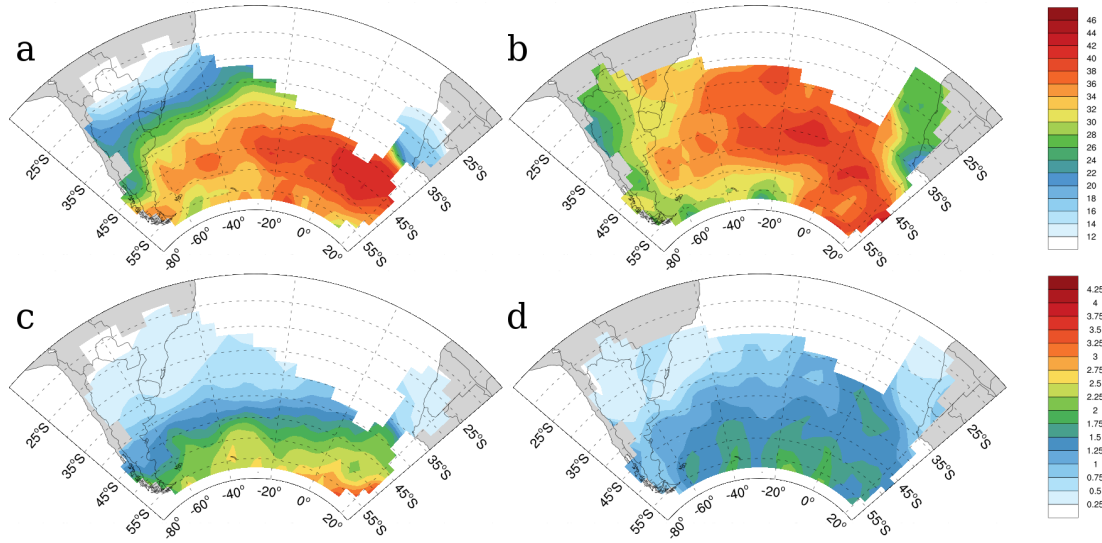 a
25°S
35°S
45°S
55°S
-80°
-60°
-40°
-20°
0°
20°
55°S
45°S
35°S
25°S
b
25°S
35°S
45°S
55°S
-80°
-60°
-40°
-20°
0°
20°
55°S
45°S
35°S
25°S
46
44
42
40
38
36
34
32
30
28
26
24
22
20
18
16
14
12
c
25°S
35°S
45°S
55°S
-80°
-60°
-40°
-20°
0°
20°
55°S
45°S
35°S
25°S
d
25°S
35°S
45°S
55°S
-80°
-60°
-40°
-20°
0°
20°
55°S
45°S
35°S
25°S
4.25
4
3.75
3.5
3.25
3
2.75
2.5
2.25
2
1.75
1.5
1.25
1
0.75
0.5
0.25